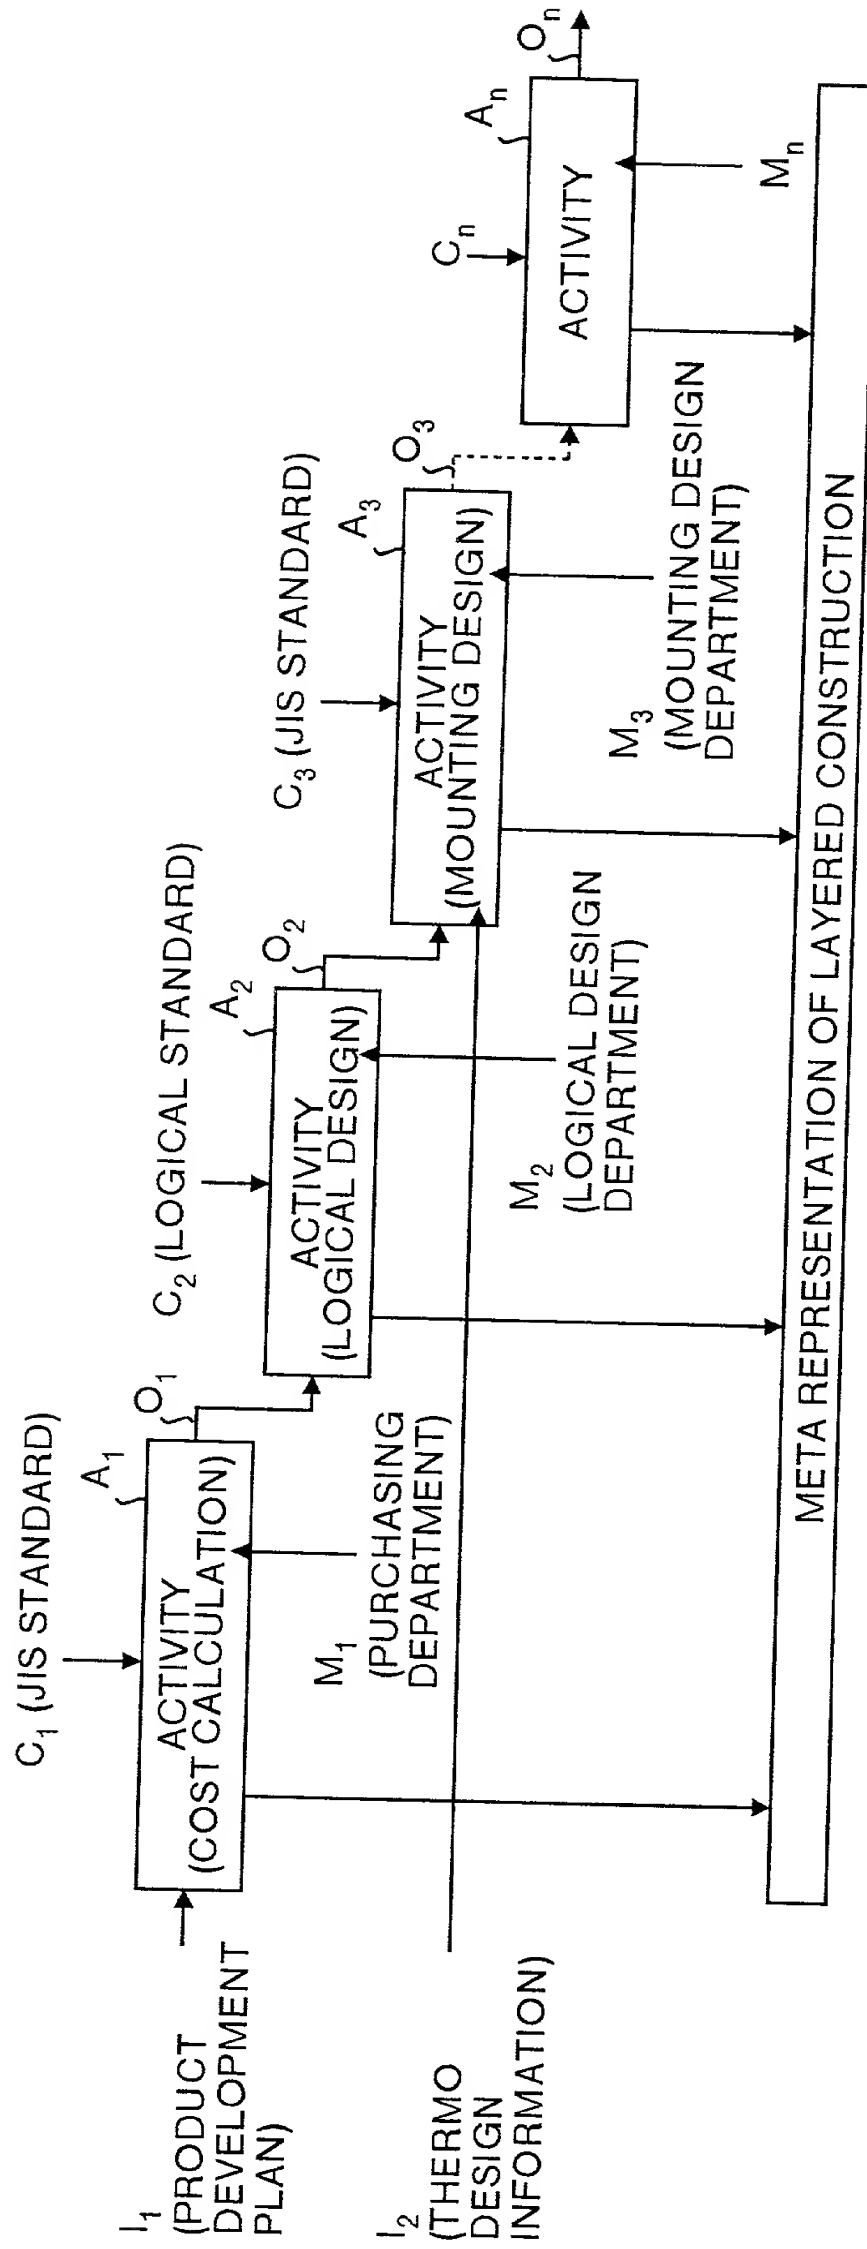 I1
(PRODUCT
DEVELOPMENT
PLAN)
C1 (JIS STANDARD)
A1
O1
ACTIVITY
(COST CALCULATION)
M1
(PURCHASING
DEPARTMENT)
C2 (LOGICAL STANDARD)
A2
O2
ACTIVITY
(LOGICAL DESIGN)
M2
(LOGICAL DESIGN
DEPARTMENT)
C3 (JIS STANDARD)
A3
O3
ACTIVITY
(MOUNTING DESIGN)
M3
(MOUNTING DESIGN
DEPARTMENT)
Cn
An
On
ACTIVITY
Mn
I2
(THERMO
DESIGN
INFORMATION)
META REPRESENTATION OF LAYERED CONSTRUCTION